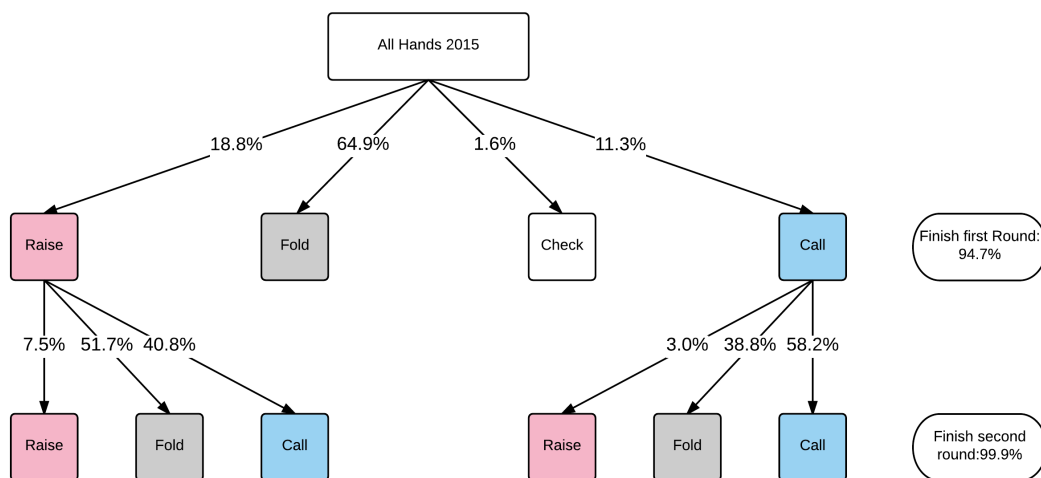 All Hands 2015
18.8%
64.9%
1.6%
11.3%
Raise
Fold
Check
Call
Finish first Round:
94.7%
7.5%
51.7%
40.8%
3.0%
38.8%
58.2%
Raise
Fold
Call
Raise
Fold
Call
Finish second
round:99.9%